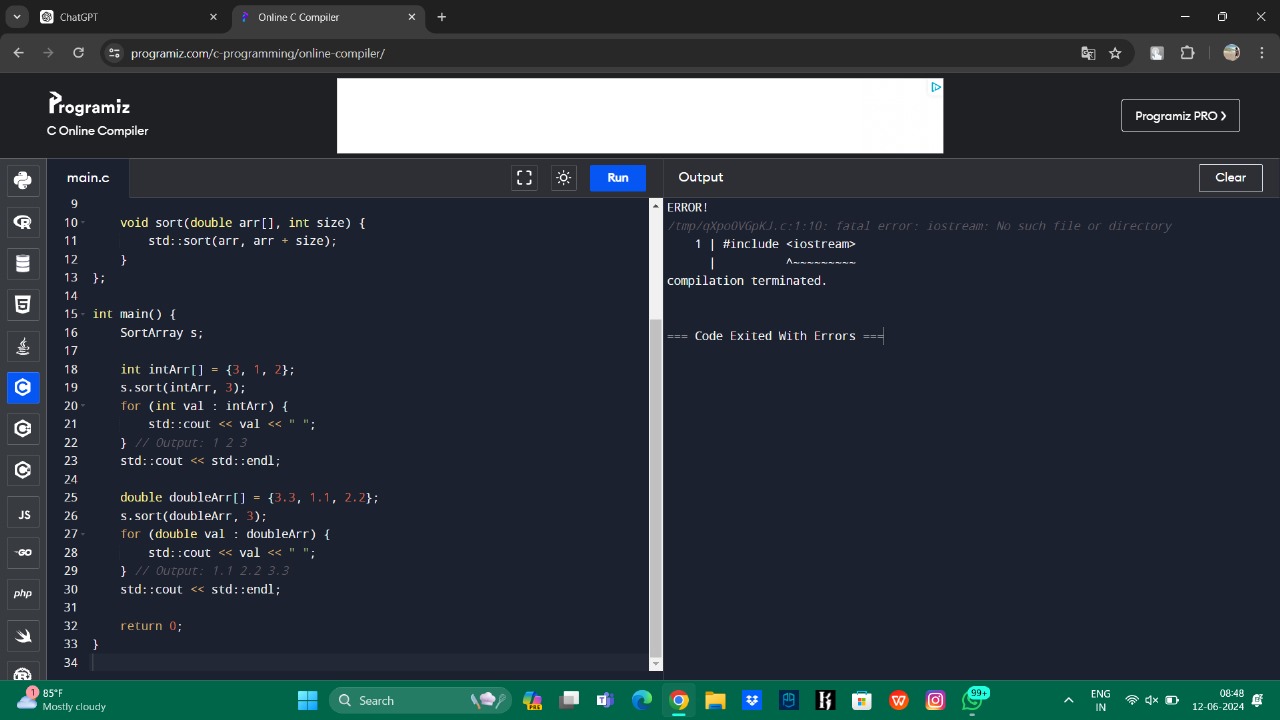 ChatGPT
Online C Compiler
programiz.com/c-programming/online-compiler/
Programiz
C Online Compiler
Programiz PRO ❯
main.c
Run
Output
Clear
9
10 void sort(double arr[], int size) {
11 std::sort(arr, arr + size);
12 }
13 };
14
15 int main() {
16 SortArray s;
17
18 int intArr[] = {3, 1, 2};
19 s.sort(intArr, 3);
20 for (int val : intArr) {
21 std::cout << val << " ";
22 } // Output: 1 2 3
23 std::cout << std::endl;
24
25 double doubleArr[] = {3.3, 1.1, 2.2};
26 s.sort(doubleArr, 3);
27 for (double val : doubleArr) {
28 std::cout << val << " ";
29 } // Output: 1.1 2.2 3.3
30 std::cout << std::endl;
31
32 return 0;
33 }
34
ERROR!
/tmp/qXpo0VGpKJ.c:1:10: fatal error: iostream: No such file or directory
1 | #include <iostream>
| ^~~~~~~~~~
compilation terminated.
=== Code Exited With Errors ===
JS
GO
php
1
85°F
Mostly cloudy
Search
PRE
99+
ENG
IN
08:48
12-06-2024